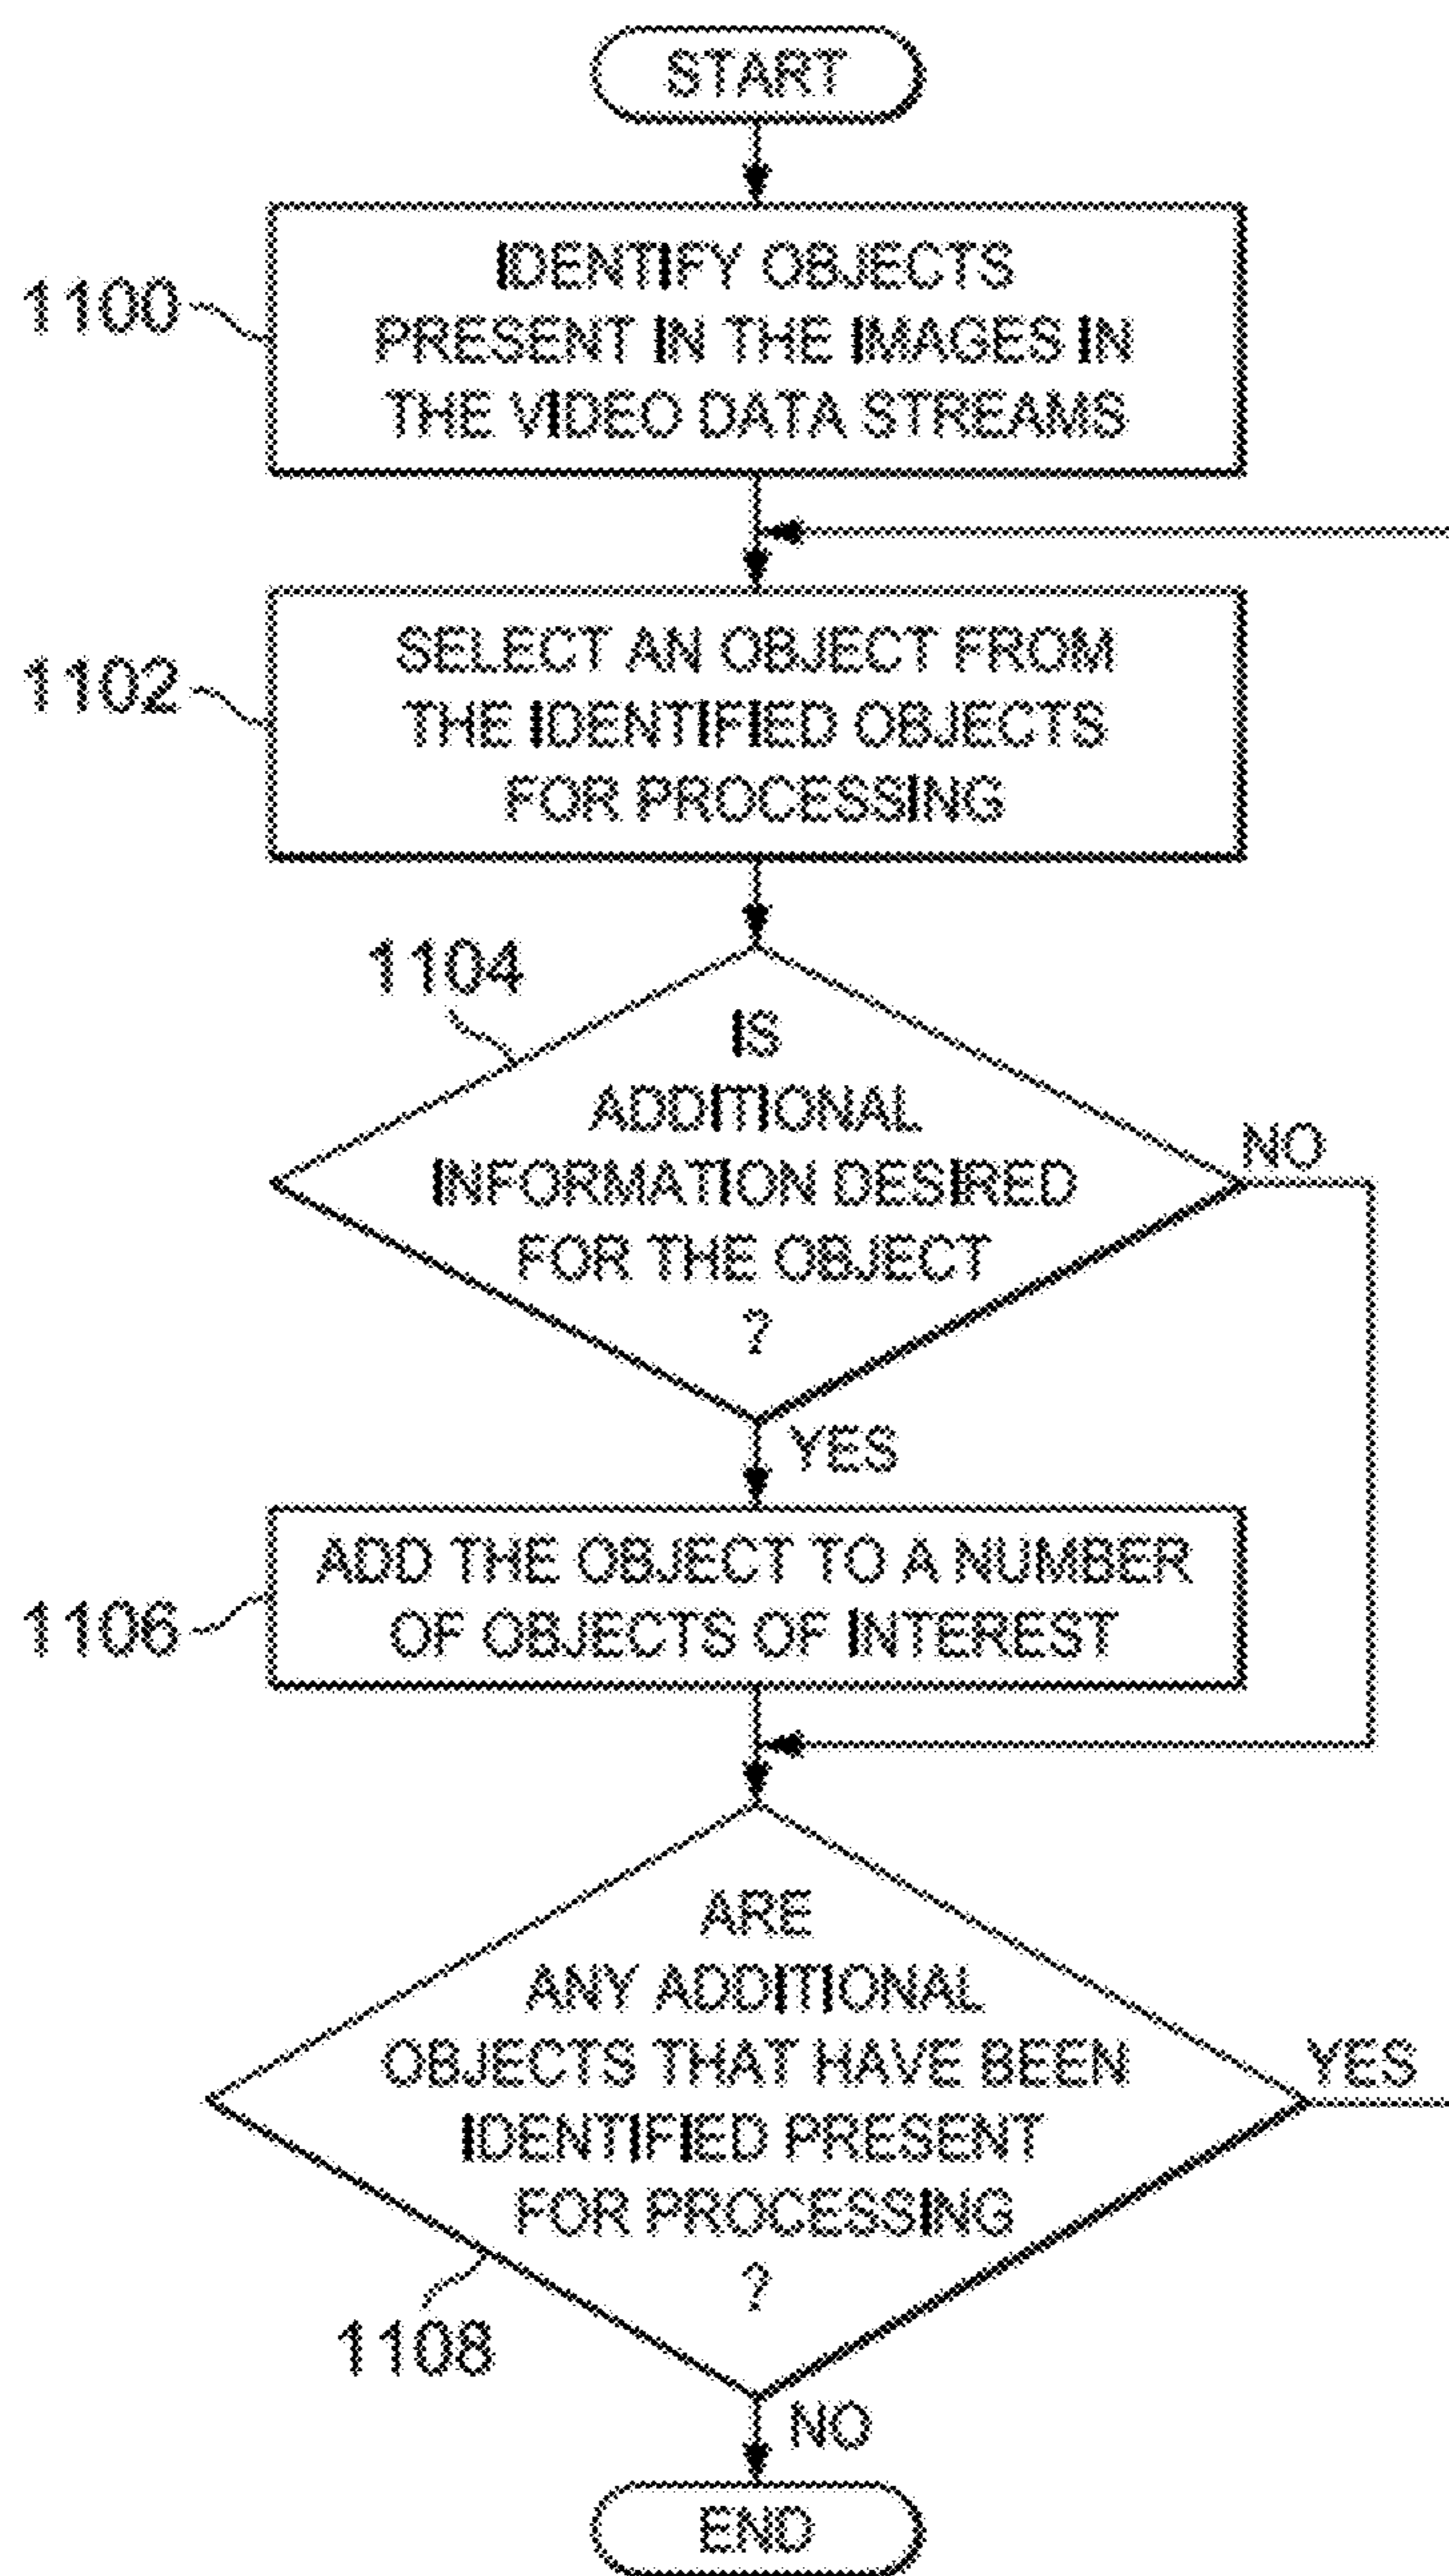 START
1100
IDENTIFY OBJECTS
PRESENT IN THE IMAGES IN
THE VIDEO DATA STREAMS
1102
SELECT AN OBJECT FROM
THE IDENTIFIED OBJECTS
FOR PROCESSING
1104
IS
ADDITIONAL
INFORMATION DESIRED
FOR THE OBJECT
?
NO
YES
1106
ADD THE OBJECT TO A NUMBER
OF OBJECTS OF INTEREST
ARE
ANY ADDITIONAL
OBJECTS THAT HAVE BEEN
IDENTIFIED PRESENT
FOR PROCESSING
?
YES
1108
NO
END